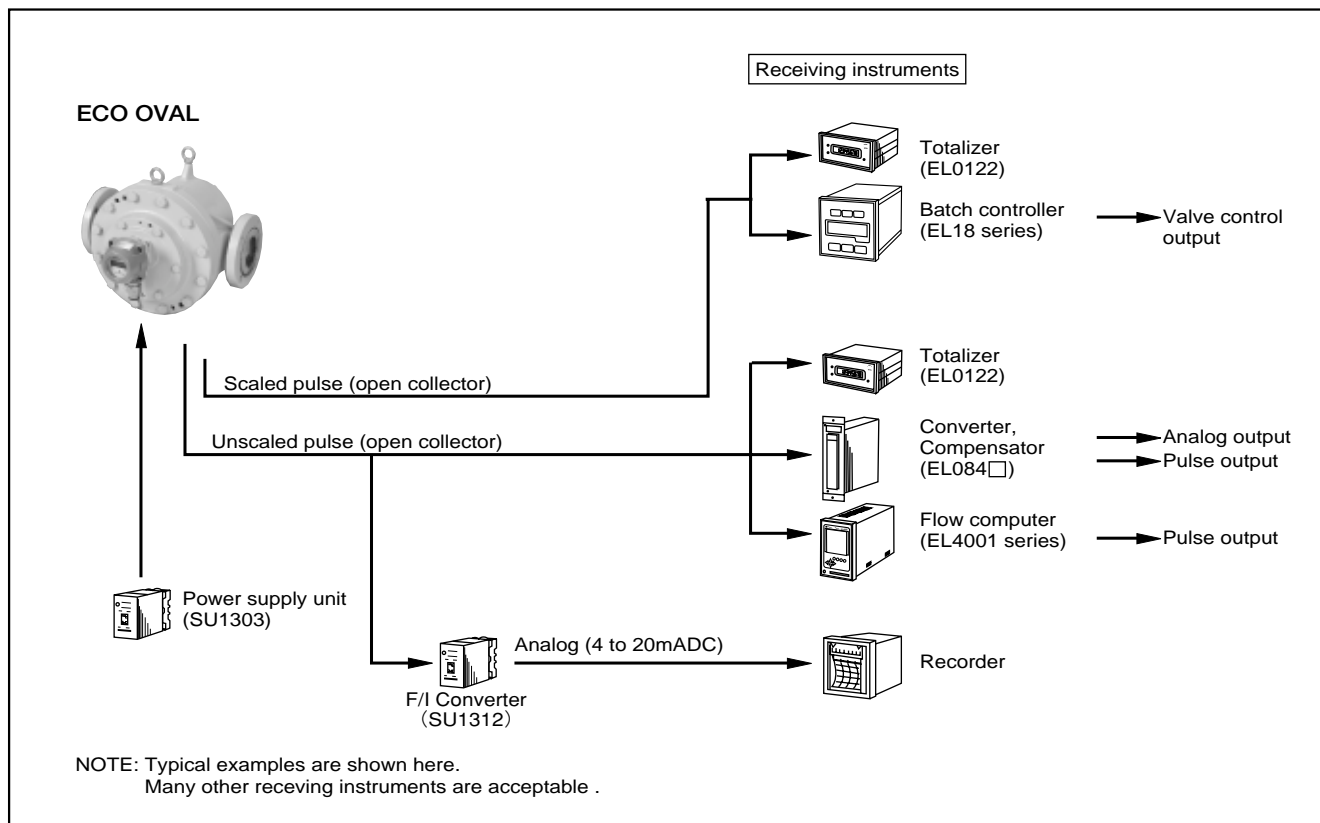 Receiving instruments
ECO OVAL
Totalizer
(EL0122)
Batch controller
(EL18 series)
Valve control
output
Scaled pulse (open collector)
Totalizer
(EL0122)
Unscaled pulse (open collector)
Converter,
Compensator
(EL084□)
Analog output
Pulse output
Flow computer
(EL4001 series)
Pulse output
Power supply unit
(SU1303)
Analog (4 to 20mADC)
Recorder
F/I Converter
（SU1312）
NOTE: Typical examples are shown here.
Many other receving instruments are acceptable .